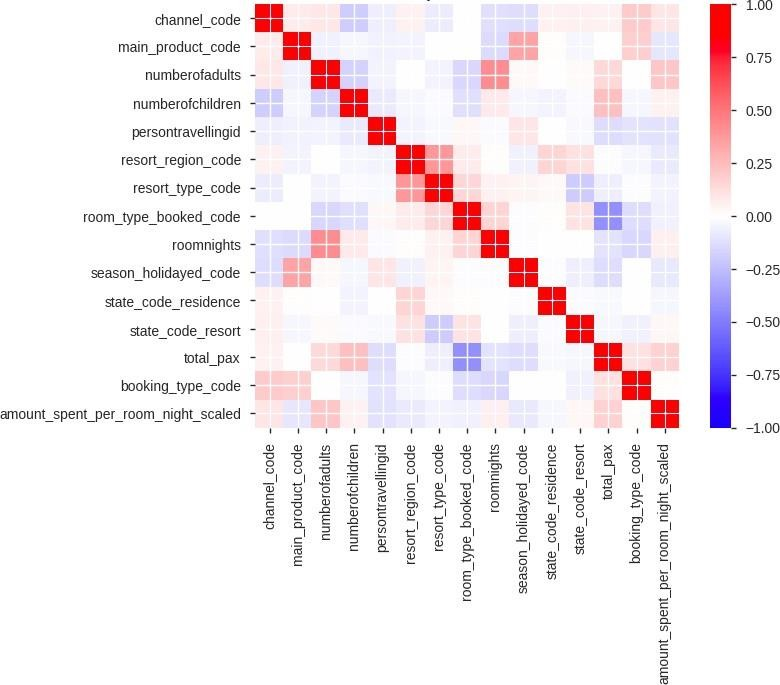 channel_code
main_product_code
numberofadults
numberofchildren
persontravellingid
resort_region_code
resort_type_code
room_type_booked_code
roomnights
season_holidayed_code
state_code_residence
state_code_resort
total_pax
booking_type_code
amount_spent_per_room_night_scaled
channel_code
main_product_code
numberofadults
numberofchildren
persontravellingid
resort_region_code
resort_type_code
room_type_booked_code
roomnights
season_holidayed_code
state_code_residence
state_code_resort
total_pax
booking_type_code
amount_spent_per_room_night_scaled
1.00
0.75
0.50
0.25
0.00
−0.25
−0.50
−0.75
−1.00